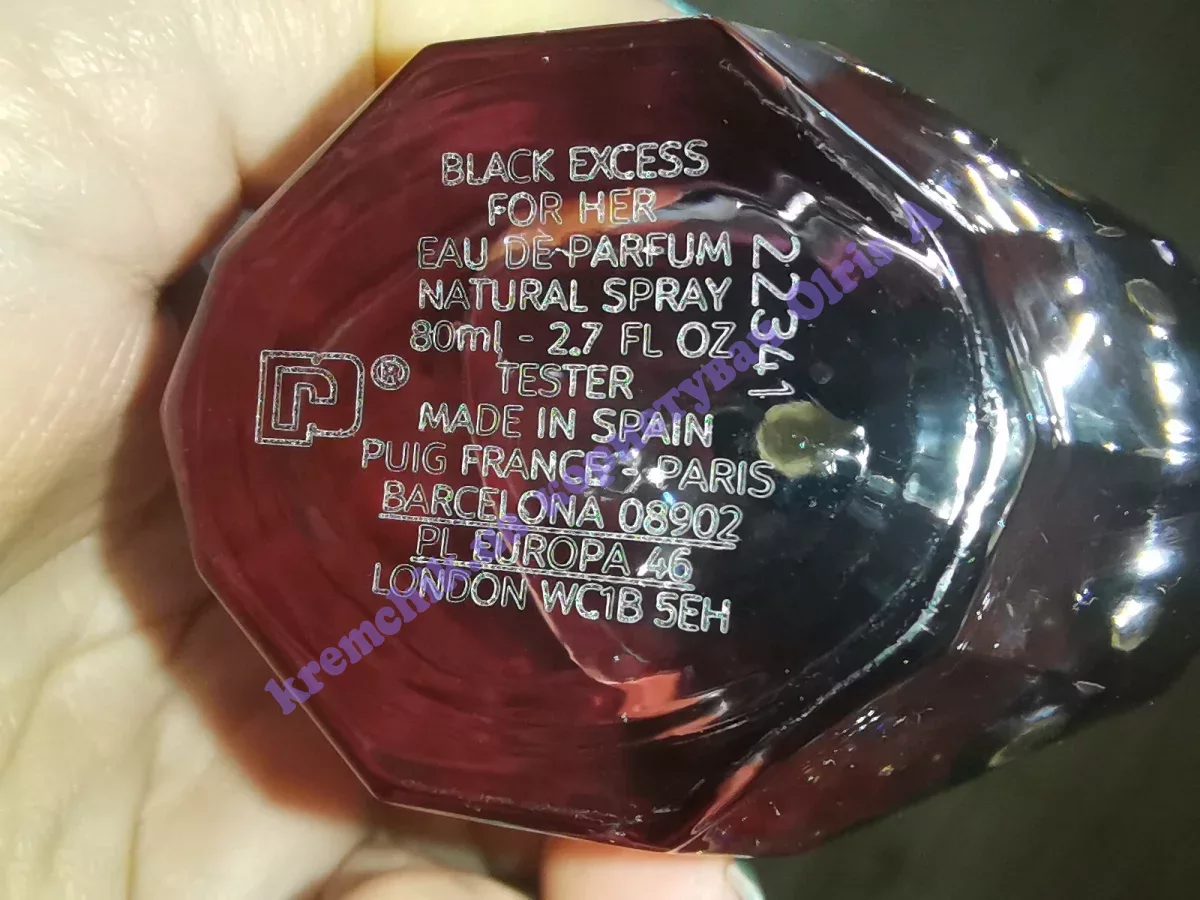 BLACK EXCESS
FOR HER
EAU DE PARFUM
NATURAL SPRAY
80ml - 2.7 FL OZ
TESTER
MADE IN SPAIN
PUIG FRANCE - PARIS
BARCELONA 08902
PL EUROPA 46
LONDON WC1B 5EH
22341
®